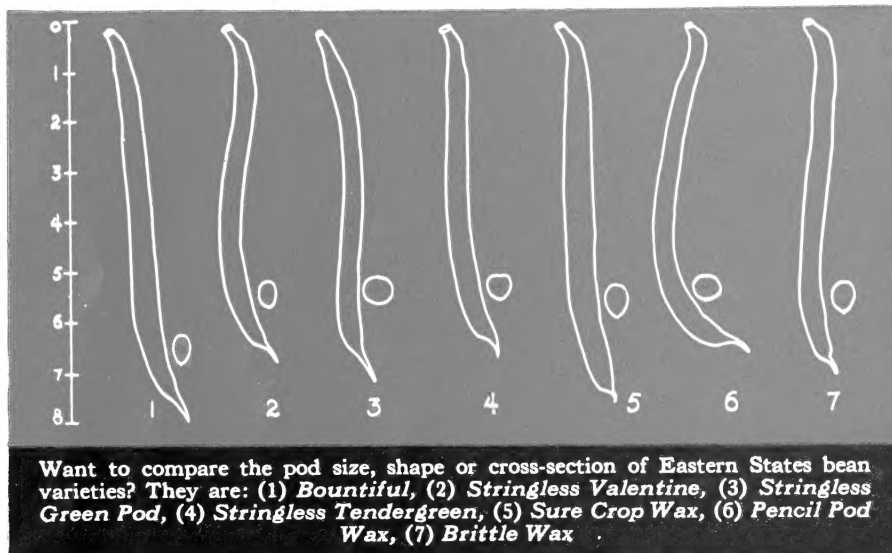 0
1
2
3
4
5
6
7
8
1 2 3 4 5 6 7
Want to compare the pod size, shape or cross-section of Eastern States bean
varieties? They are: (1) Bountiful, (2) Stringless Valentine, (3) Stringless
Green Pod, (4) Stringless Tendergreen, (5) Sure Crop Wax, (6) Pencil Pod
Wax, (7) Brittle Wax